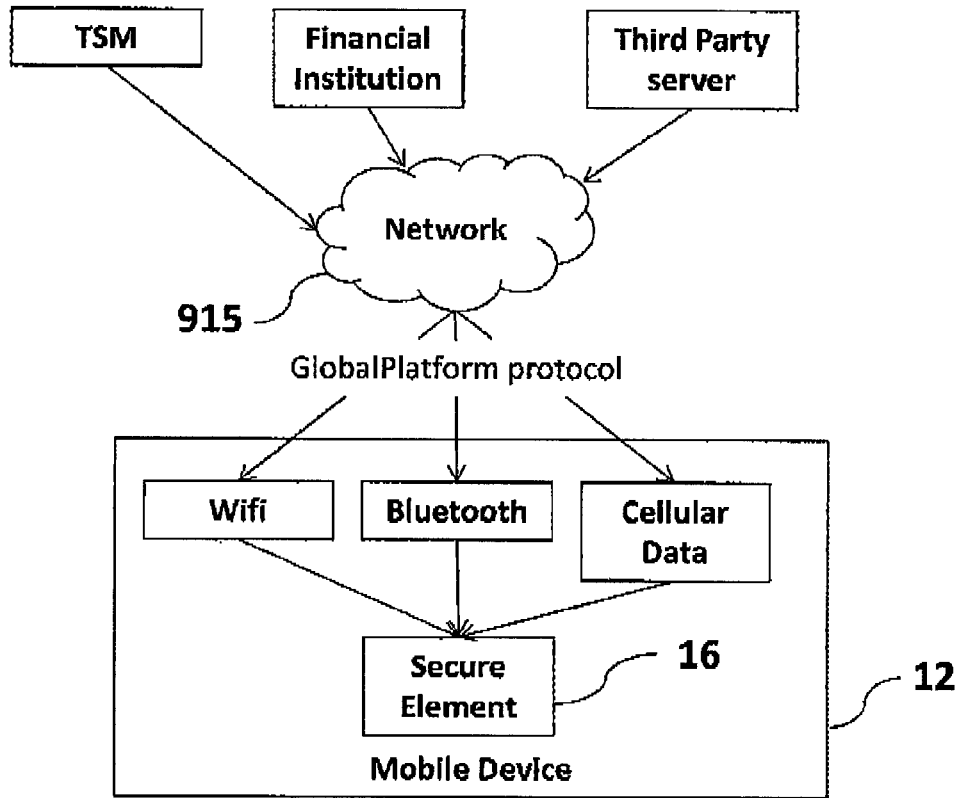 TSM
Financial
Institution
Third Party
server
Network
915
GlobalPlatform protocol
Wifi
Bluetooth
Cellular
Data
Secure
Element
16
12
Mobile Device